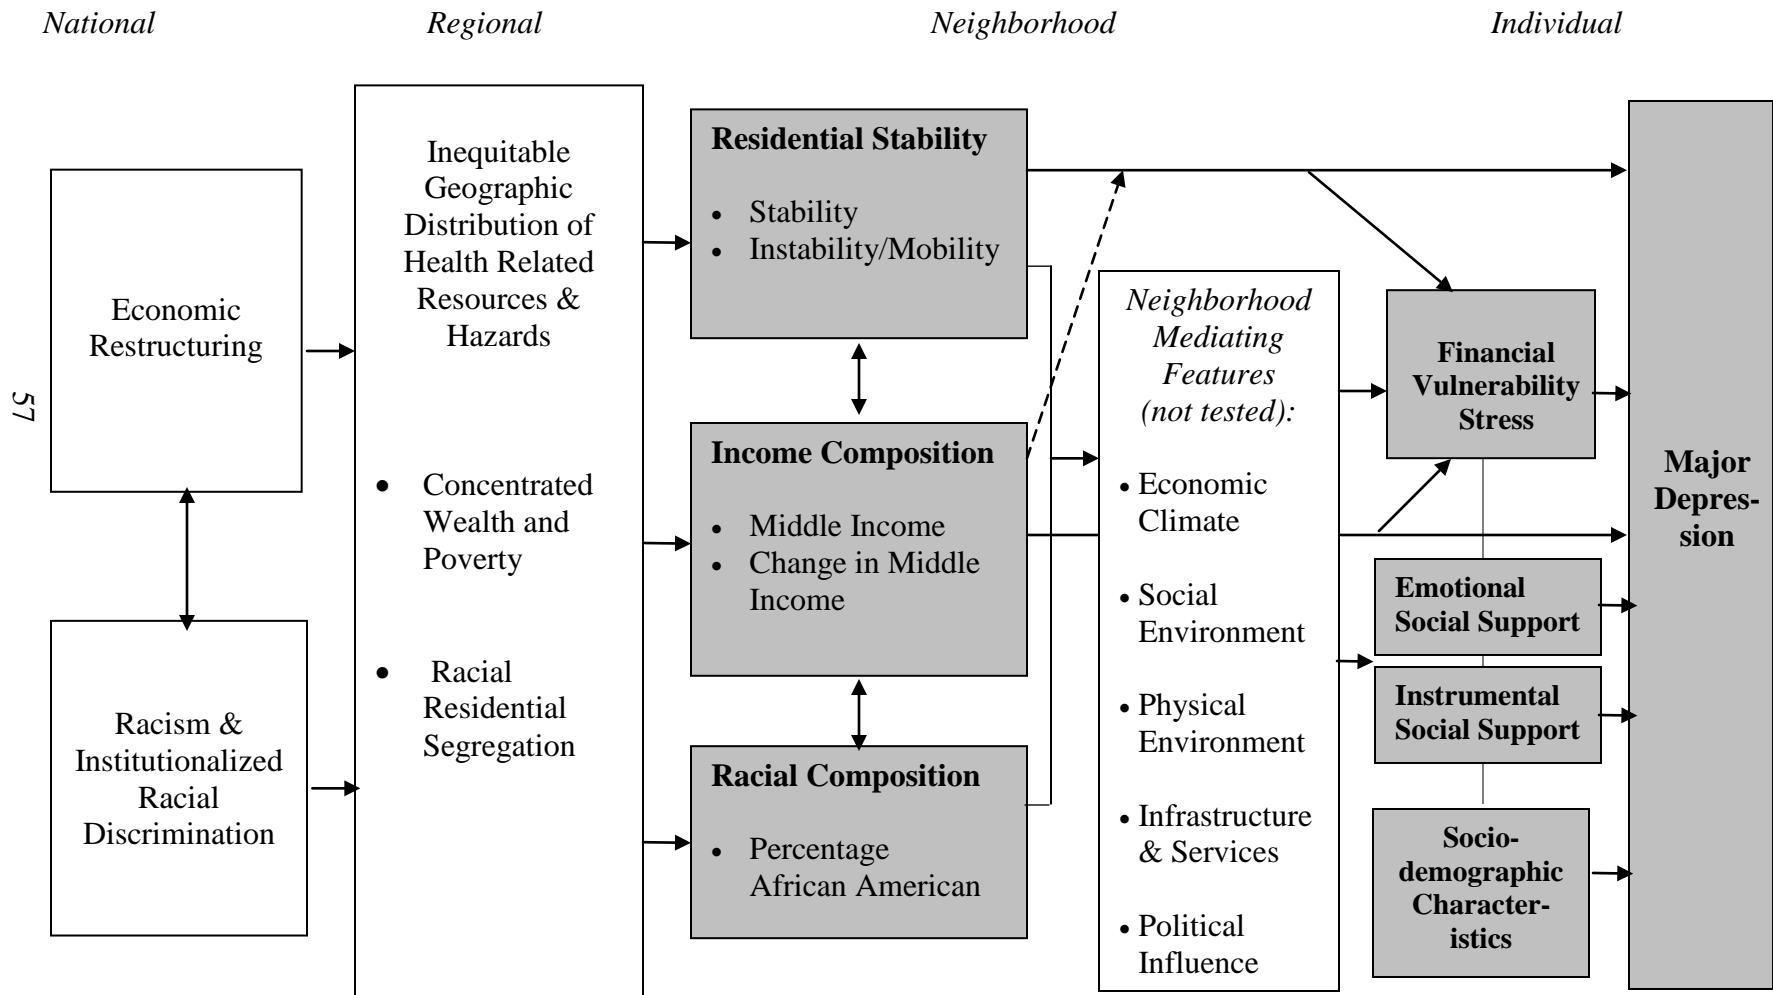 National
Regional
Neighborhood
Individual
57
Economic
Restructuring
Racism &
Institutionalized
Racial
Discrimination
Inequitable
Geographic
Distribution of
Health Related
Resources &
Hazards
• Concentrated
Wealth and
Poverty
• Racial
Residential
Segregation
Residential Stability
• Stability
• Instability/Mobility
Income Composition
• Middle Income
• Change in Middle
Income
Racial Composition
• Percentage
African American
Neighborhood
Mediating
Features
(not tested):
• Economic
Climate
• Social
Environment
• Physical
Environment
• Infrastructure
& Services
• Political
Influence
Financial
Vulnerability
Stress
Emotional
Social Support
Instrumental
Social Support
Socio-
demographic
Character-
istics
Major
Depres-
sion